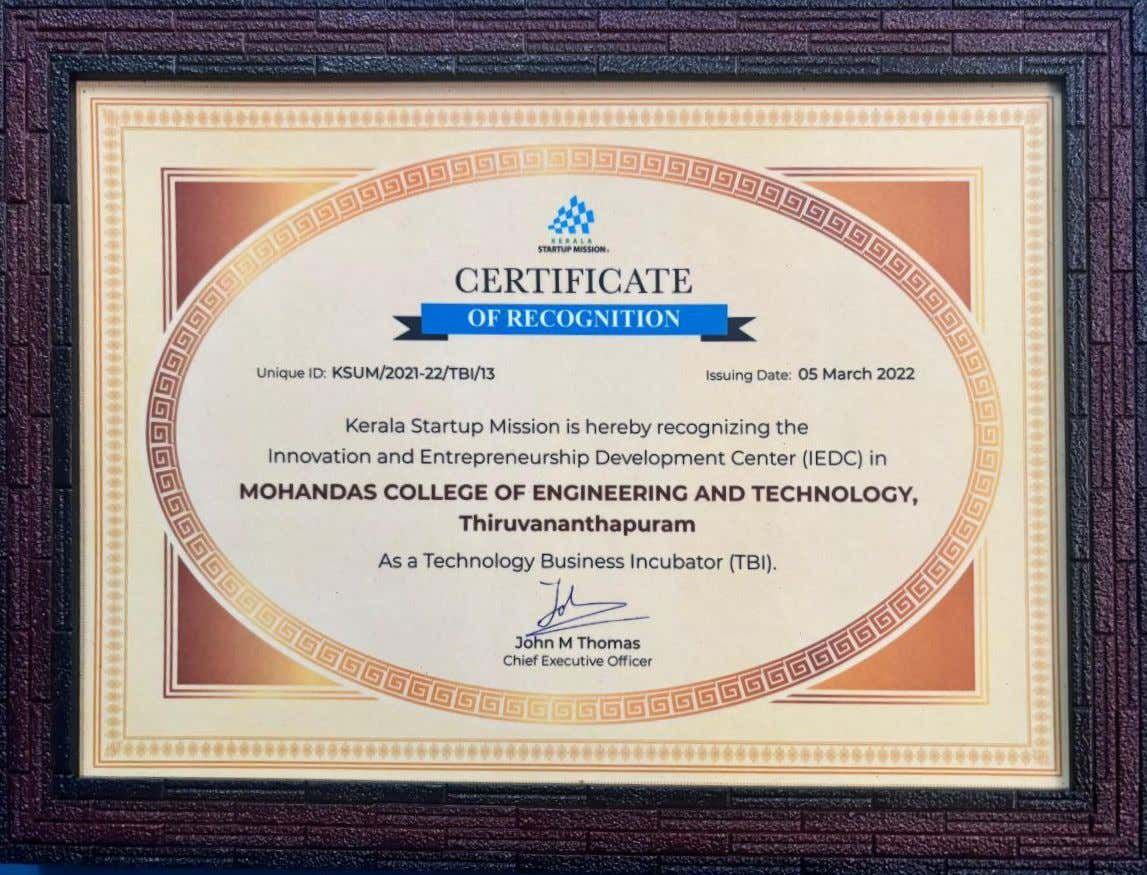 KERALA
STARTUP MISSION
CERTIFICATE
OF RECOGNITION
Unique ID: KSUM/2021-22/TBI/13 Issuing Date: 05 March 2022
Kerala Startup Mission is hereby recognizing the
Innovation and Entrepreneurship Development Center (IEDC) in
MOHANDAS COLLEGE OF ENGINEERING AND TECHNOLOGY,
Thiruvananthapuram
As a Technology Business Incubator (TBI).
John M Thomas
Chief Executive Officer